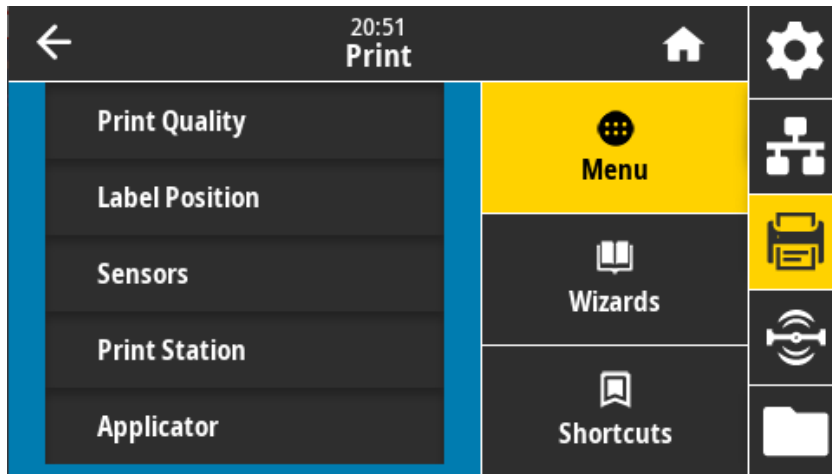 20:51
Print
Print Quality
Label Position
Sensors
Print Station
Applicator
Menu
Wizards
Shortcuts